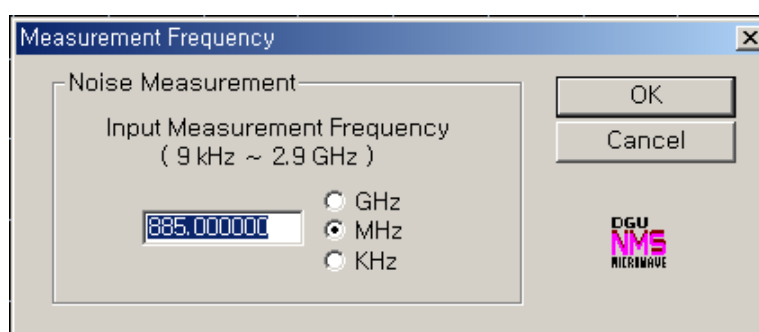 Measurement Frequency
Noise Measurement
Input Measurement Frequency
( 9 kHz ~ 2.9 GHz )
885.000000
GHz
MHz
KHz
OK
Cancel
DGU
NMS
MICROWAVE